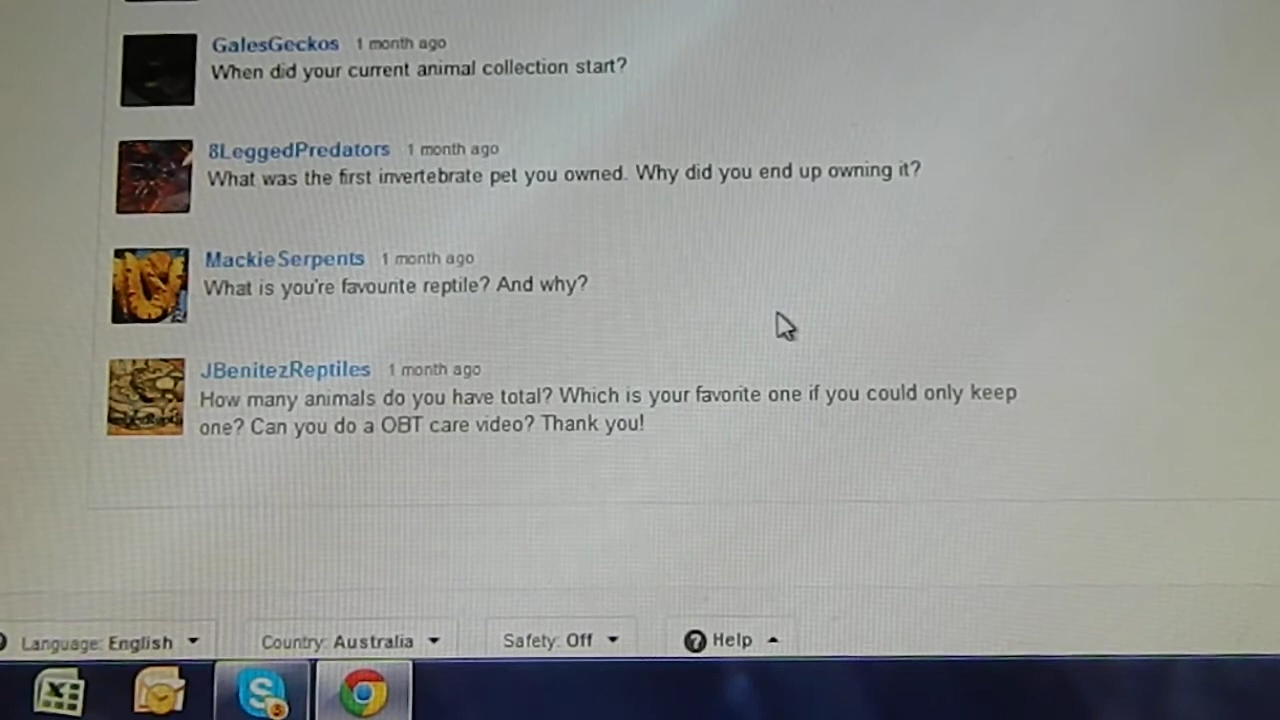 GalesGeckos 1 month ago
When did your current animal collection start?
8LeggedPredators 1 month ago
What was the first invertebrate pet you owned. Why did you end up owning it?
MackieSerpents 1 month ago
What is you're favourite reptile? And why?
JBenitezReptiles 1 month ago
How many animals do you have total? Which is your favorite one if you could only keep
one? Can you do a OBT care video? Thank you!
Language: English
Country: Australia
Safety: Off
? Help
X
S